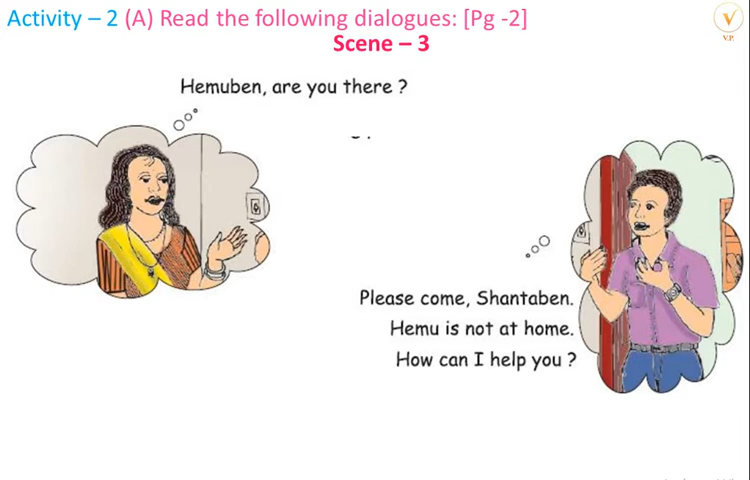 Activity – 2 (A) Read the following dialogues: [Pg -2]
Scene – 3
V.P.
Hemuben, are you there ?
Please come, Shantaben.
Hemu is not at home.
How can I help you ?